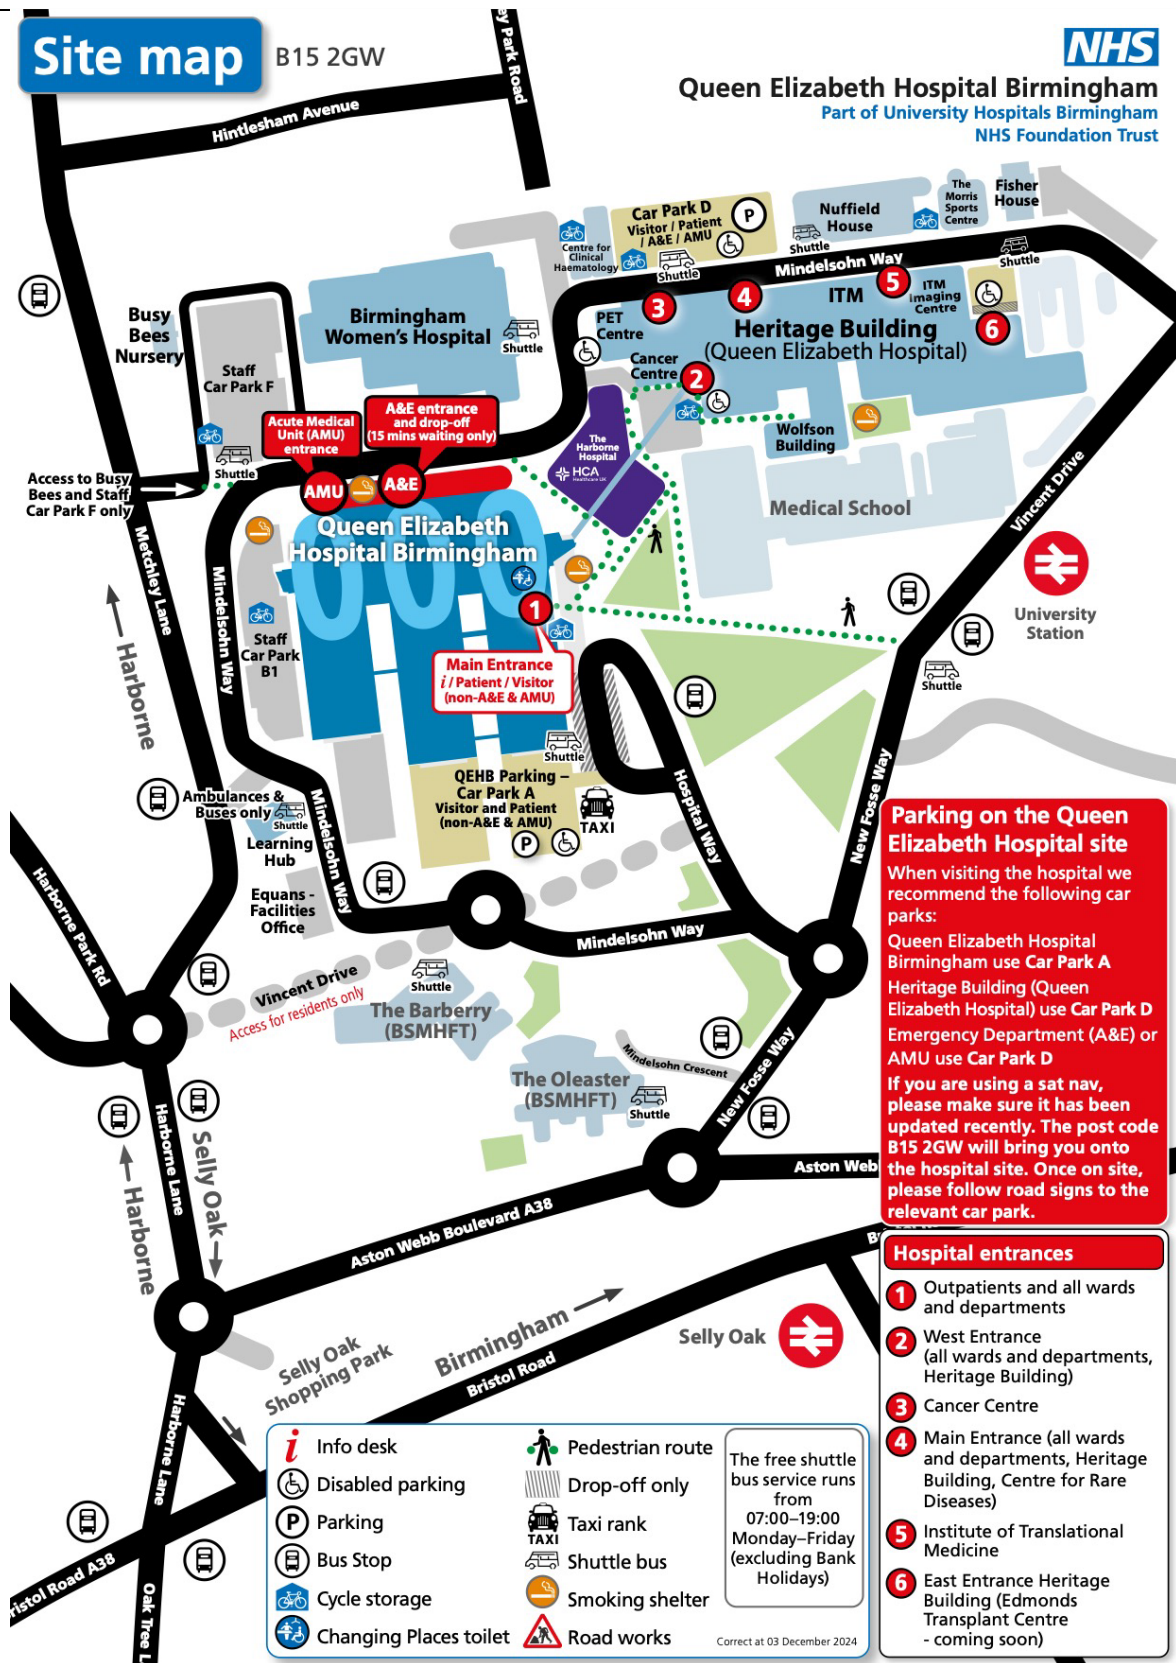 Site map
B15 2GW
NHS
Queen Elizabeth Hospital Birmingham
Part of University Hospitals Birmingham
NHS Foundation Trust
ey Park Road
Hintlesham Avenue
Car Park D
Visitor / Patient
/ A&E / AMU
P
Shuttle
Centre for
Clinical
Haematology
Nuffield
House
Shuttle
The
Morris
Sports
Centre
Fisher
House
Shuttle
Mindelsohn Way
Busy
Bees
Nursery
Staff
Car Park F
Birmingham
Women's Hospital
Shuttle
PET
Centre
3
4
5
ITM
ITM
imaging
Centre
6
Heritage Building
(Queen Elizabeth Hospital)
Cancer
Centre
2
Wolfson
Building
Acute Medical
Unit (AMU)
entrance
A&E entrance
and drop-off
(15 mins waiting only)
The
Harborne
Hospital
HCA
Healthcare UK
Shuttle
AMU
A&E
Access to Busy
Bees and Staff
Car Park F only
Medical School
Vincent Drive
Queen Elizabeth
Hospital Birmingham
Metchley Lane
Mindelsohn Way
Harborne
1
Staff
Car Park
B1
Main Entrance
i / Patient / Visitor
(non-A&E & AMU)
University
Station
Shuttle
Shuttle
QEHB Parking –
Car Park A
Visitor and Patient
(non-A&E & AMU)
P
TAXI
Hospital Way
New Fosse Way
Ambulances &
Buses only
Shuttle
Learning
Hub
Mindelsohn Way
Equans -
Facilities
Office
Harborne Park Rd
Mindelsohn Way
Vincent Drive
Access for residents only
Shuttle
The Barberry
(BSMHFT)
The Oleaster
(BSMHFT)
Shuttle
Mindelsohn Crescent
New Fosse Way
Harborne Lane
Selly Oak
Harborne
Aston Webb Boulevard A38
Aston Webb
Selly Oak
Shopping Park
Birmingham
Bristol Road
Selly Oak
Harborne Lane
ristol Road A38
Oak Tree L
Parking on the Queen
Elizabeth Hospital site
When visiting the hospital we
recommend the following car
parks:
Queen Elizabeth Hospital
Birmingham use Car Park A
Heritage Building (Queen
Elizabeth Hospital) use Car Park D
Emergency Department (A&E) or
AMU use Car Park D
If you are using a sat nav,
please make sure it has been
updated recently. The post code
B15 2GW will bring you onto
the hospital site. Once on site,
please follow road signs to the
relevant car park.
Hospital entrances
1 Outpatients and all wards
and departments
2 West Entrance
(all wards and departments,
Heritage Building)
3 Cancer Centre
4 Main Entrance (all wards
and departments, Heritage
Building, Centre for Rare
Diseases)
5 Institute of Translational
Medicine
6 East Entrance Heritage
Building (Edmonds
Transplant Centre
- coming soon)
i Info desk
Disabled parking
P Parking
Bus Stop
Cycle storage
Changing Places toilet
Pedestrian route
Drop-off only
TAXI Taxi rank
Shuttle bus
Smoking shelter
Road works
The free shuttle
bus service runs
from
07:00–19:00
Monday–Friday
(excluding Bank
Holidays)
Correct at 03 December 2024